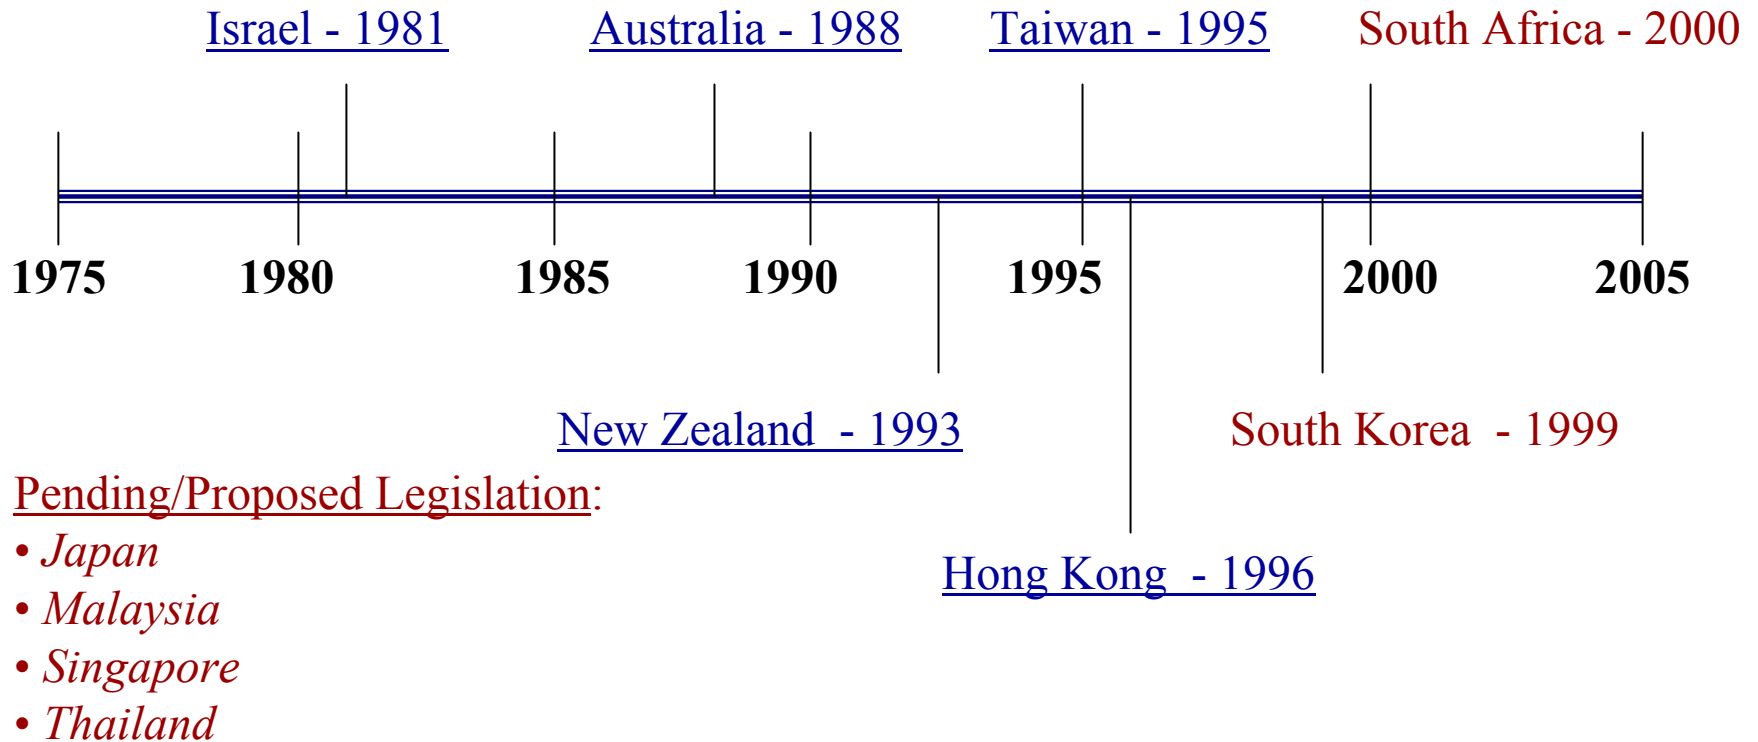 Israel - 1981 Australia - 1988 Taiwan - 1995 South Africa - 2000
1975 1980 1985 1990 1995 2000 2005
New Zealand - 1993 South Korea - 1999
Pending/Proposed Legislation:
• Japan
Hong Kong - 1996
• Malaysia
• Singapore
• Thailand